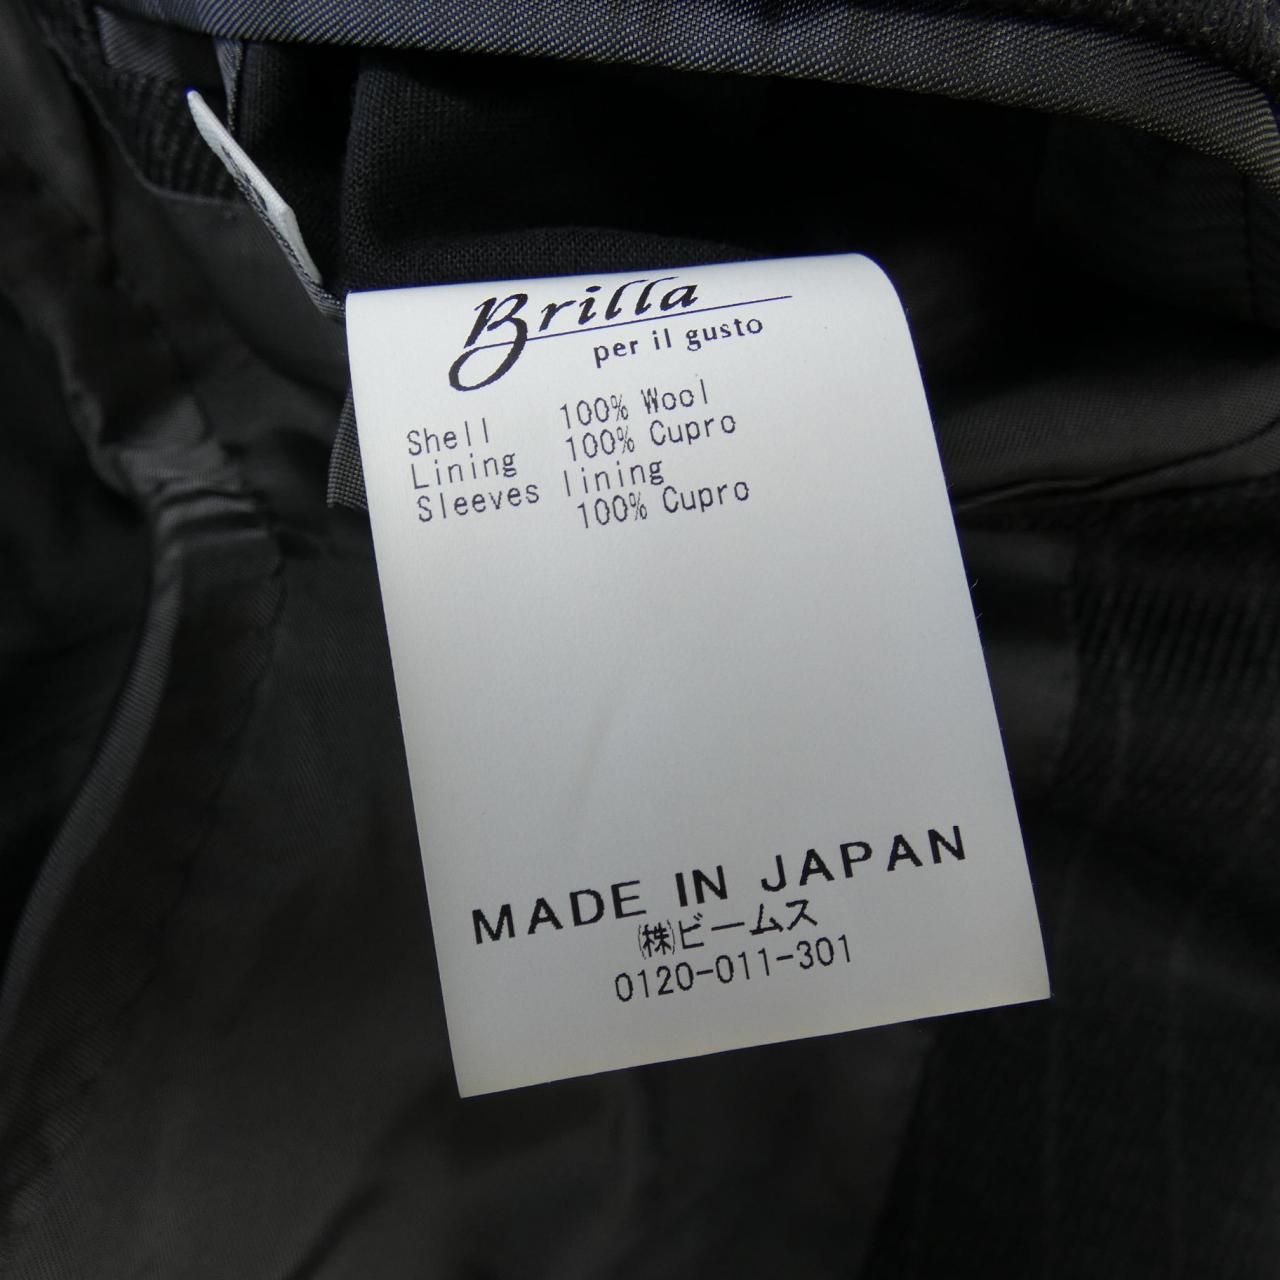 Brilla
per il gusto
Shell 100% Wool
Lining 100% Cupro
Sleeves lining
100% Cupro
MADE IN JAPAN
㈱ビームス
0120-011-301